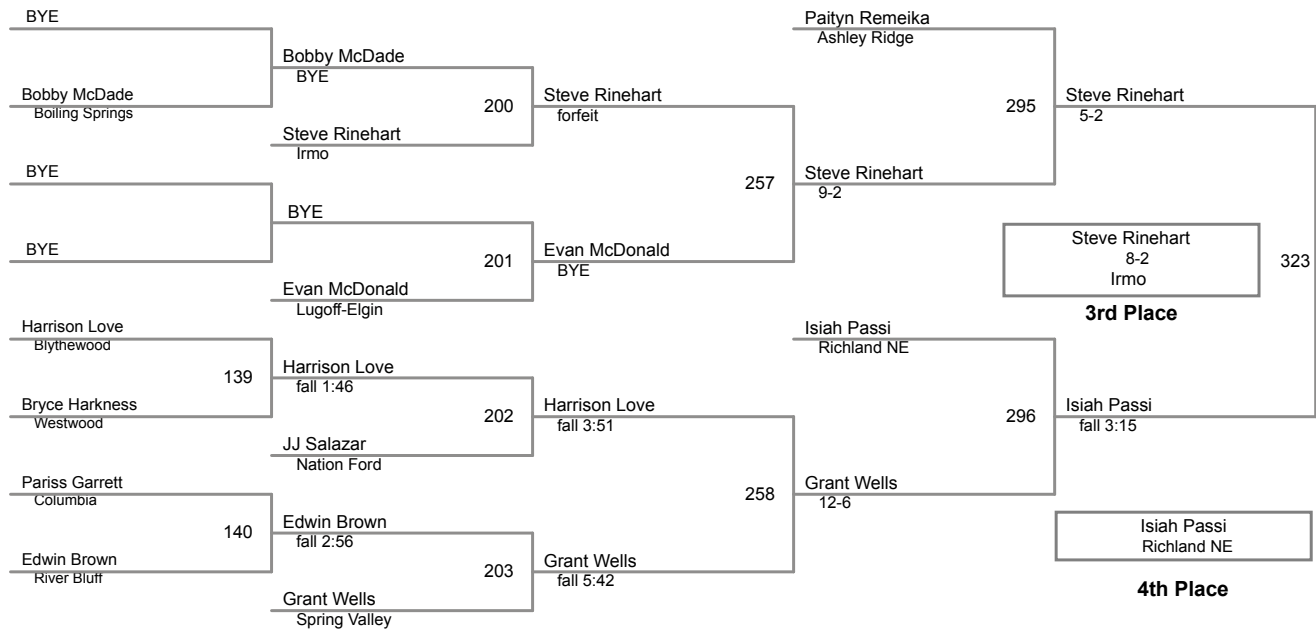 BYE
Bobby McDade
Boiling Springs
BYE
BYE
Harrison Love
Blythewood
139
Bryce Harkness
Westwood
Pariss Garrett
Columbia
140
Edwin Brown
River Bluff
Bobby McDade
BYE
200
Steve Rinehart
Irmo
BYE
201
Evan McDonald
Lugoff-Elgin
Harrison Love
fall 1:46
202
JJ Salazar
Nation Ford
Edwin Brown
fall 2:56
203
Grant Wells
Spring Valley
Steve Rinehart
forfeit
257
Evan McDonald
BYE
Harrison Love
fall 3:51
258
Grant Wells
fall 5:42
Paityn Remeika
Ashley Ridge
295
Steve Rinehart
9-2
Isiah Passi
Richland NE
296
Grant Wells
12-6
Steve Rinehart
5-2
323
Isiah Passi
fall 3:15
Steve Rinehart
8-2
Irmo
3rd Place
Isiah Passi
Richland NE
4th Place